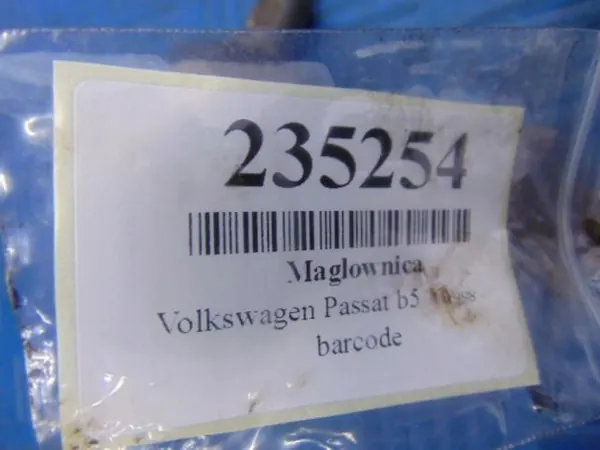 235254
Maglownica
Volkswagen Passat b5
barcode